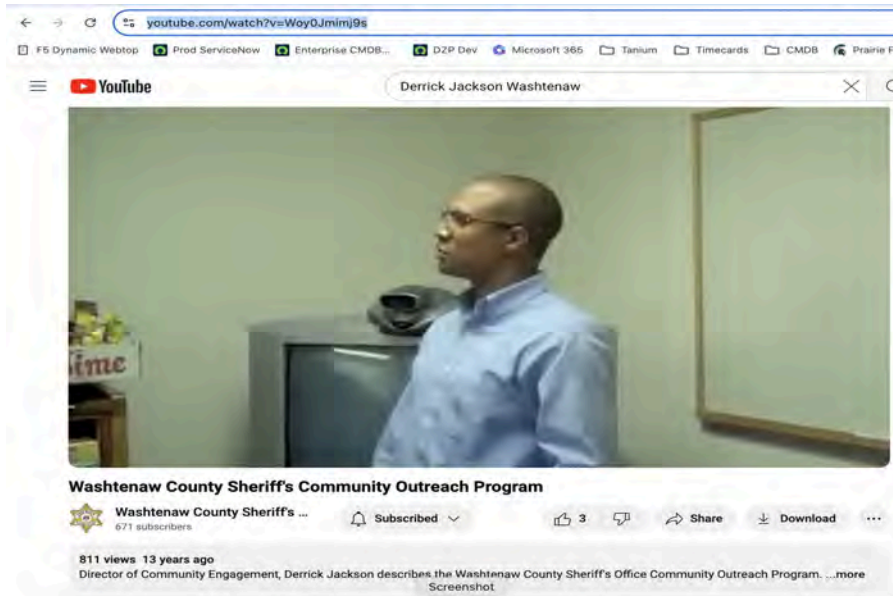 youtube.com/watch?v=Woy0Jmimj9s
F5 Dynamic Webtop Prod ServiceNow Enterprise CMDB... D2P Dev Microsoft 365 Tanium Timecards CMDB Prairie F
YouTube
Derrick Jackson Washtenaw
ime
Washtenaw County Sheriff's Community Outreach Program
Washtenaw County Sheriff's ...
671 subscribers
Subscribed
3
Share
Download
811 views 13 years ago
Director of Community Engagement, Derrick Jackson describes the Washtenaw County Sheriff's Office Community Outreach Program. ...more
Screenshot